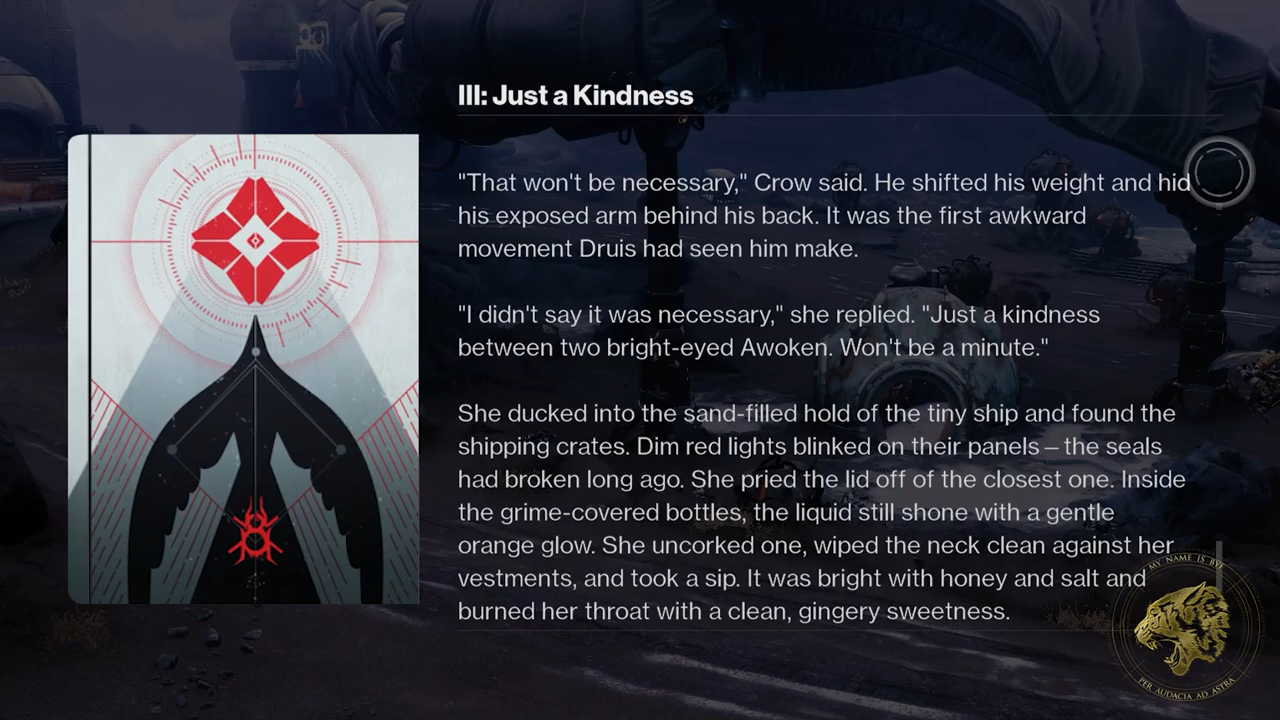 III: Just a Kindness
"That won't be necessary," Crow said. He shifted his weight and hid
his exposed arm behind his back. It was the first awkward
movement Druis had seen him make.
"I didn't say it was necessary," she replied. "Just a kindness
between two bright-eyed Awoken. Won't be a minute."
She ducked into the sand-filled hold of the tiny ship and found the
shipping crates. Dim red lights blinked on their panels — the seals
had broken long ago. She pried the lid off of the closest one. Inside
the grime-covered bottles, the liquid still shone with a gentle
orange glow. She uncorked one, wiped the neck clean against her
vestments, and took a sip. It was bright with honey and salt and
burned her throat with a clean, gingery sweetness.
MY NAME IS BYF
PER AUDACIA AD ASTRA